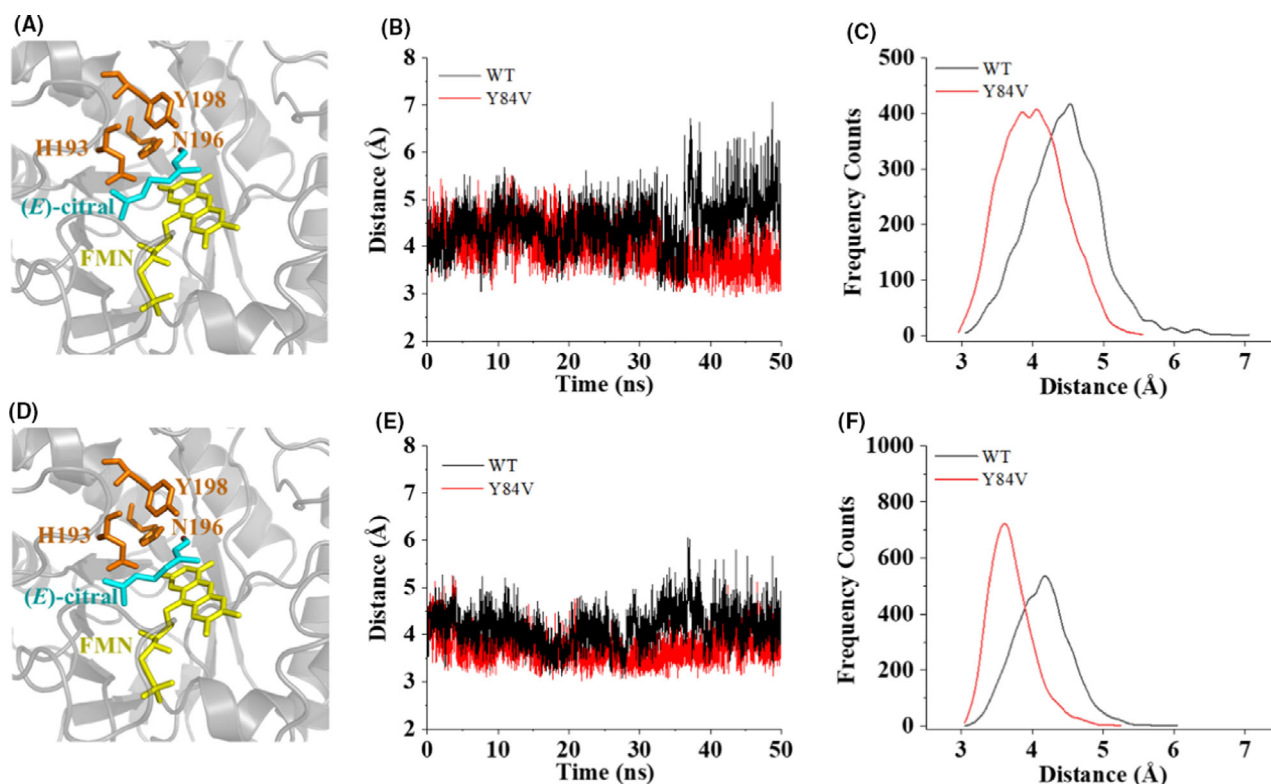 (A)
Y198
H193
N196
(E)-citral
FMN
(B)
WT
Y84V
8
7
6
5
4
3
2
0 10 20 30 40 50
Distance (Å)
Time (ns)
(C)
WT
Y84V
500
400
300
200
100
0
3 4 5 6 7
Frequency Counts
Distance (Å)
(D)
Y198
H193
N196
(E)-citral
FMN
(E)
WT
Y84V
8
7
6
5
4
3
2
0 10 20 30 40 50
Distance (Å)
Time (ns)
(F)
WT
Y84V
1000
800
600
400
200
0
3 4 5 6 7
Frequency Counts
Distance (Å)